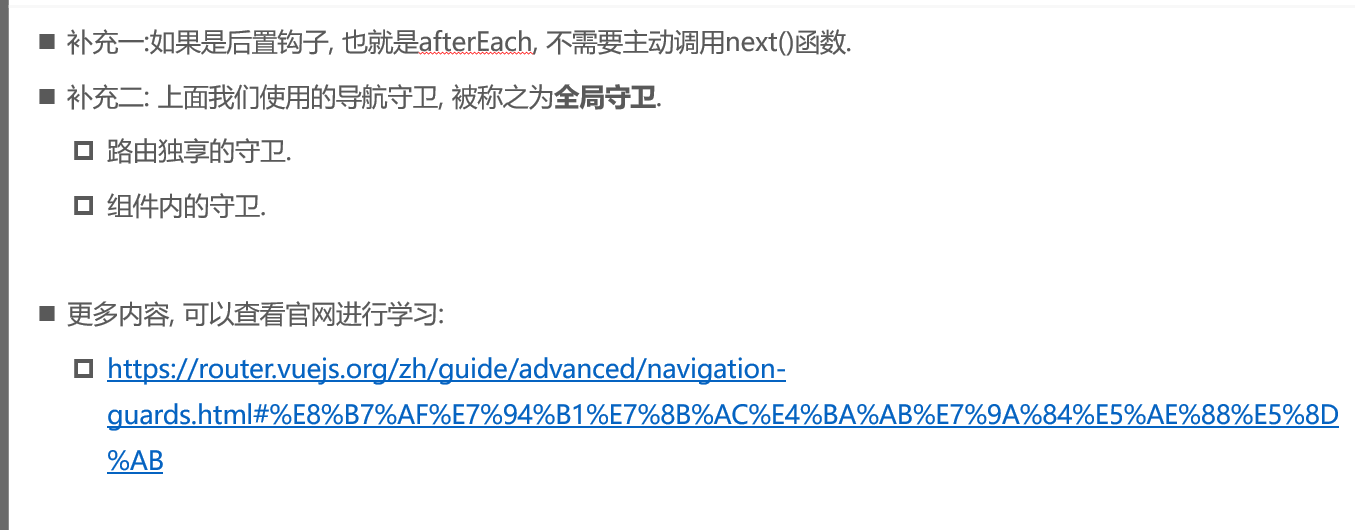 补充一:如果是后置钩子, 也就是afterEach, 不需要主动调用next()函数.
补充二: 上面我们使用的导航守卫, 被称之为全局守卫.
路由独享的守卫.
组件内的守卫.
更多内容, 可以查看官网进行学习:
https://router.vuejs.org/zh/guide/advanced/navigation-
guards.html#%E8%B7%AF%E7%94%B1%E7%8B%AC%E4%BA%AB%E7%9A%84%E5%AE%88%E5%8D
%AB